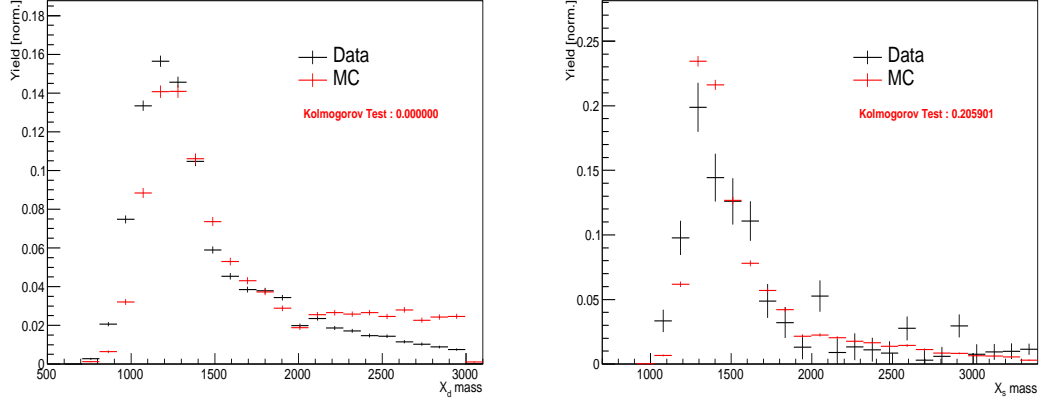 Yield [norm.]
0.18
0.16
0.14
0.12
0.1
0.08
0.06
0.04
0.02
0
500
1000
1500
2000
2500
3000
X_d mass
Data
MC
Kolmogorov Test : 0.000000
Yield [norm.]
0.25
0.2
0.15
0.1
0.05
0
1000
1500
2000
2500
3000
X_s mass
Data
MC
Kolmogorov Test : 0.205901